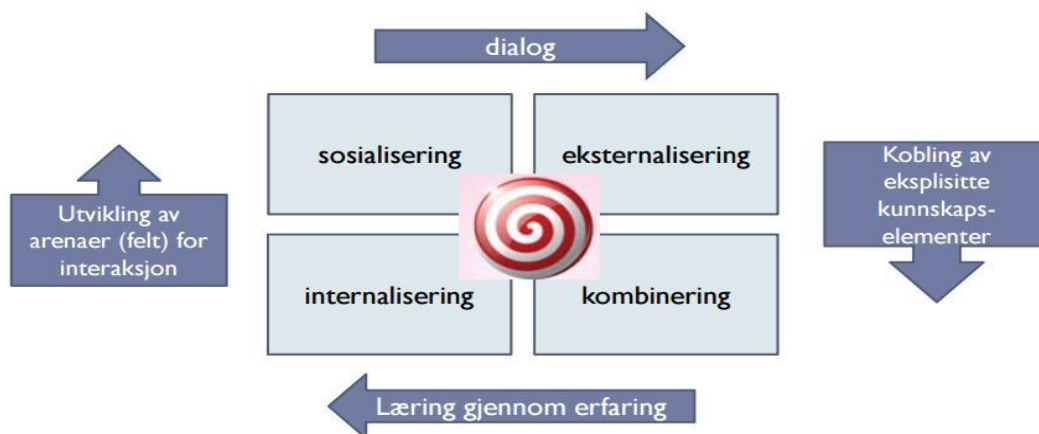 dialog
sosialisering
eksternalisering
Utvikling av
arenaer (felt) for
interaksjon
Kobling av
eksplisitte
kunnskaps-
elementer
internalisering
kombinering
Læring gjennom erfaring